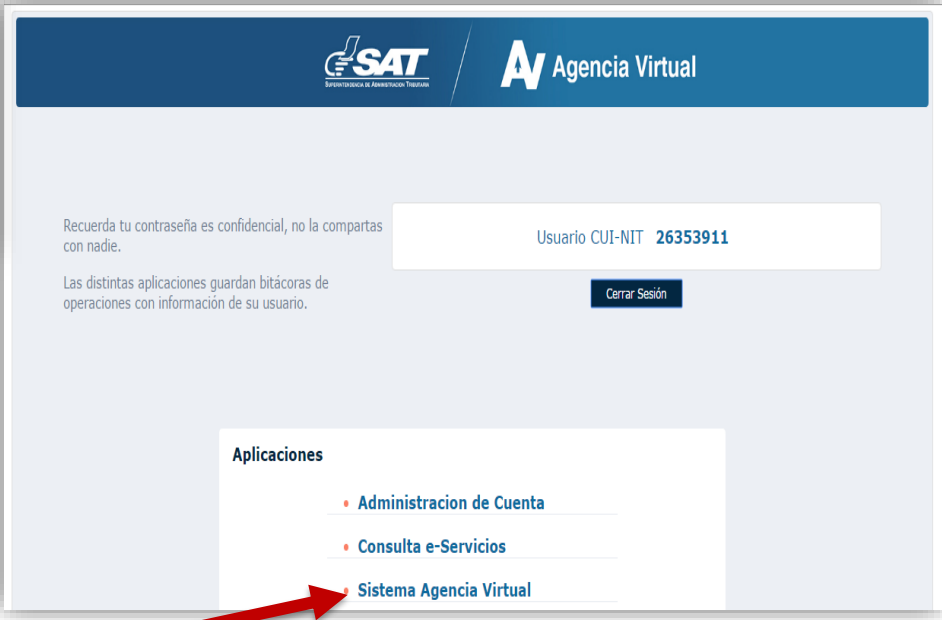 SAT
SUPERINTENDENCIA DE ADMINISTRACION TRIBUTARIA
Agencia Virtual
Recuerda tu contraseña es confidencial, no la compartas
con nadie.
Las distintas aplicaciones guardan bitácoras de
operaciones con información de su usuario.
Usuario CUI-NIT 26353911
Cerrar Sesión
Aplicaciones
Administracion de Cuenta
Consulta e-Servicios
Sistema Agencia Virtual